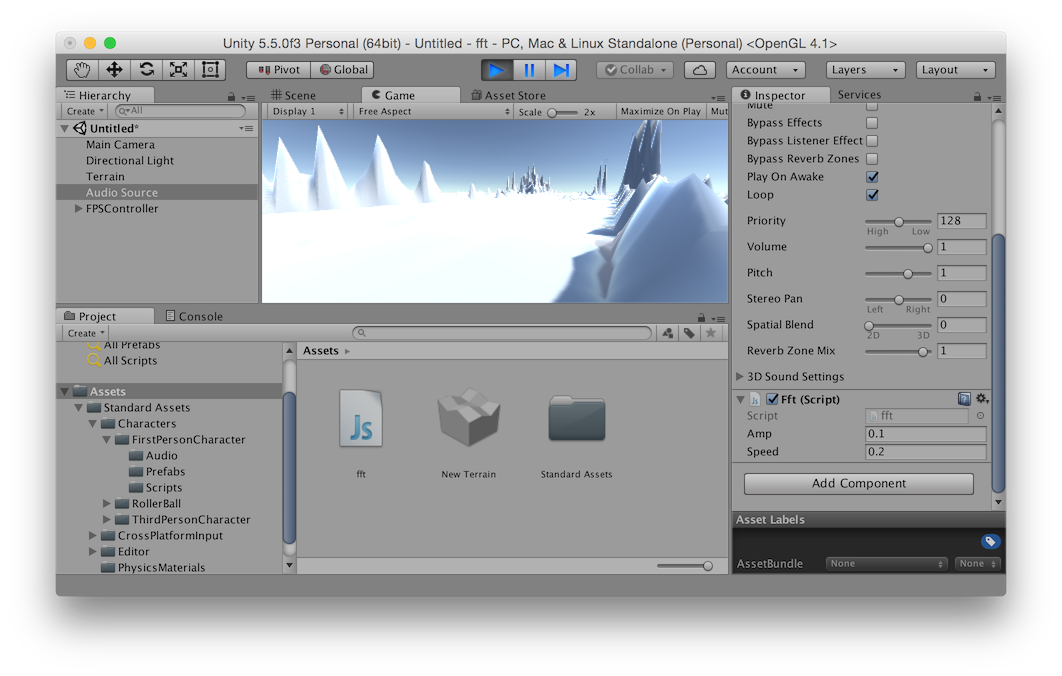 Unity 5.5.0f3 Personal (64bit) - Untitled - fft - PC, Mac & Linux Standalone (Personal) <OpenGL 4.1>
Pivot Global Collab Account Layers Layout
Hierarchy
Create All
Untitled*
Main Camera
Directional Light
Terrain
Audio Source
FPSController
Scene Game Asset Store
Display 1 Free Aspect Scale 2x Maximize On Play Mut
Project Console
Create
All Prefabs
All Scripts
Assets
Standard Assets
Characters
FirstPersonCharacter
Audio
Prefabs
Scripts
RollerBall
ThirdPersonCharacter
CrossPlatformInput
Editor
PhysicsMaterials
Assets
Js
fft New Terrain Standard Assets
Inspector Services
Mute
Bypass Effects
Bypass Listener Effect
Bypass Reverb Zones
Play On Awake
Loop
Priority 128
High Low
Volume 1
Pitch 1
Stereo Pan 0
Left Right
Spatial Blend 0
2D 3D
Reverb Zone Mix 1
3D Sound Settings
Js Fft (Script)
Script fft
Amp 0.1
Speed 0.2
Add Component
Asset Labels
AssetBundle None None